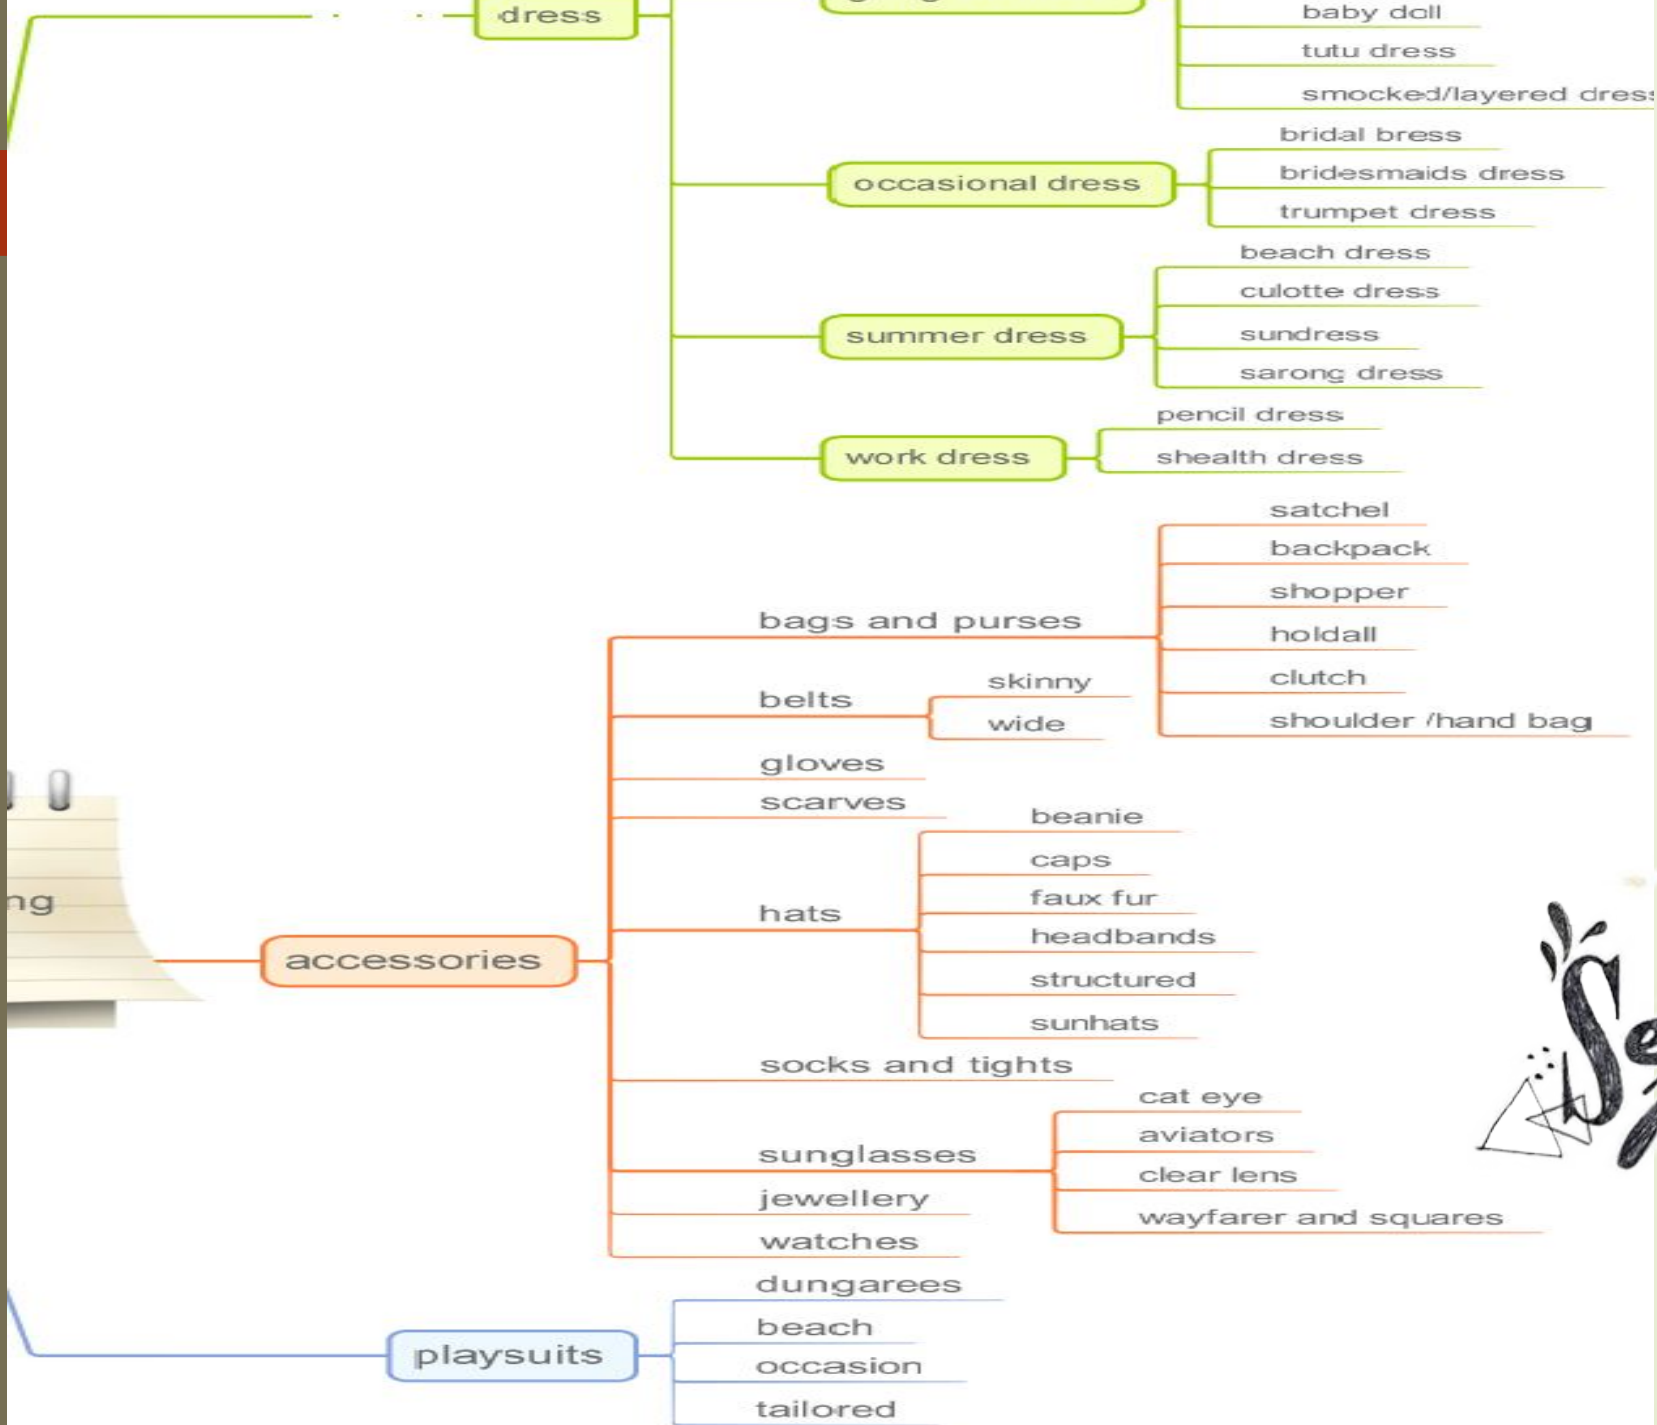 dress
baby doll
tutu dress
smocked/layered dress
occasional dress
bridal bress
bridesmaids dress
trumpet dress
summer dress
beach dress
culotte dress
sundress
sarong dress
work dress
pencil dress
shealth dress
ng
accessories
bags and purses
satchel
backpack
shopper
holdall
clutch
shoulder /hand bag
belts
skinny
wide
gloves
scarves
hats
beanie
caps
faux fur
headbands
structured
sunhats
socks and tights
sunglasses
cat eye
aviators
clear lens
wayfarer and squares
jewellery
watches
playsuits
dungarees
beach
occasion
tailored